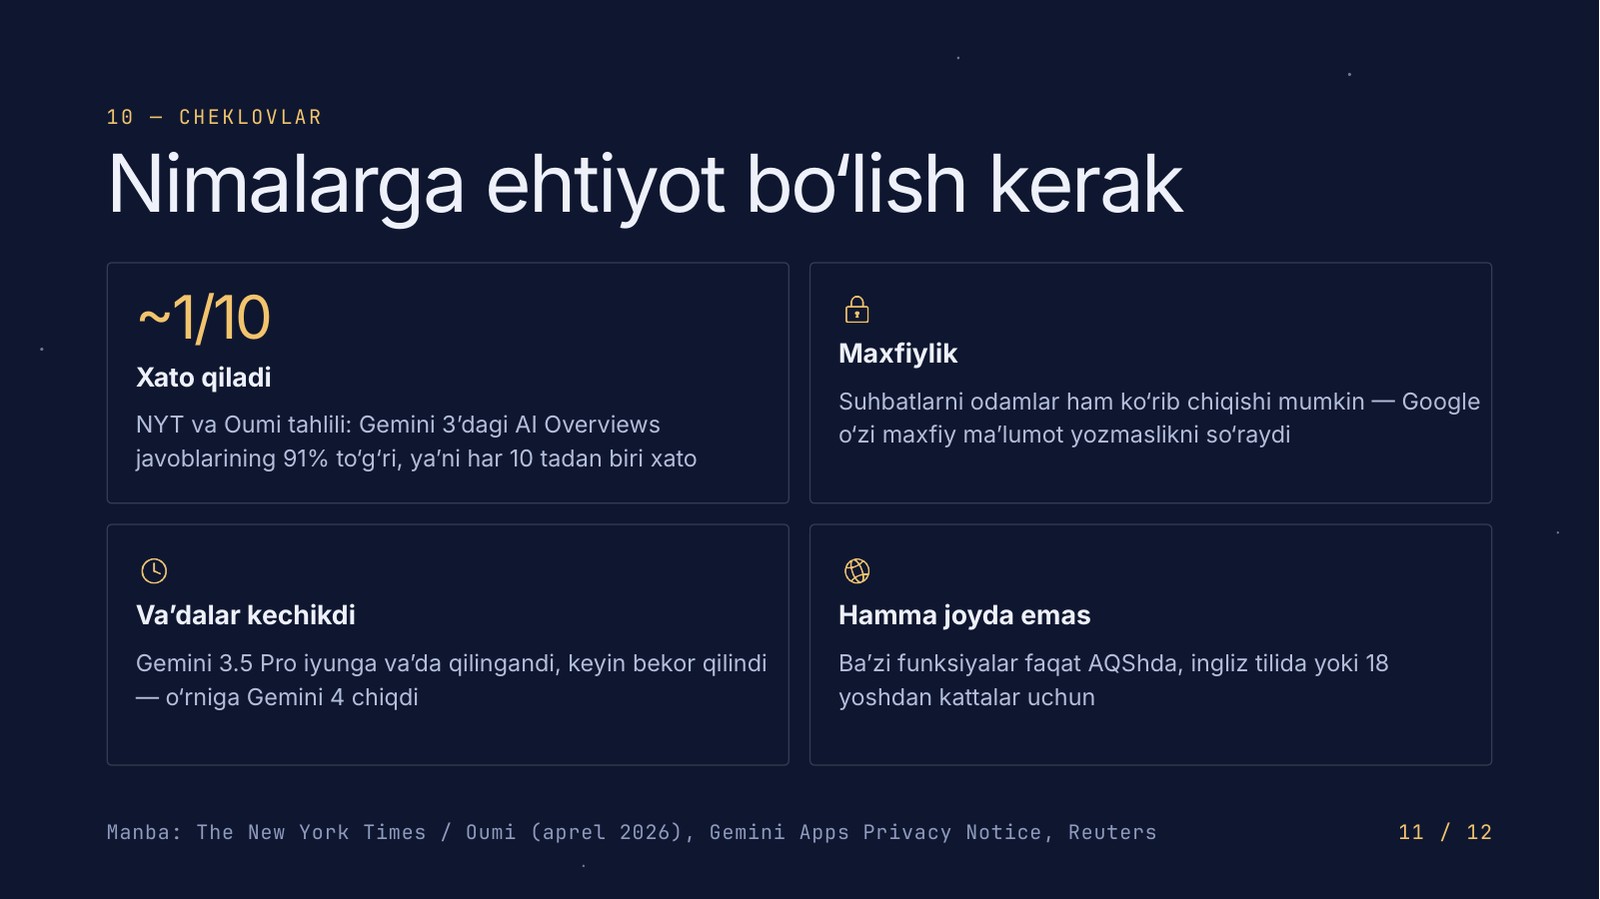 10 — CHEKLOVLAR
Nimalarga ehtiyot bo‘lish kerak
~1/10
Xato qiladi
NYT va Oumi tahlili: Gemini 3’dagi AI Overviews
javoblarining 91% to‘g‘ri, ya’ni har 10 tadan biri xato
Maxfiylik
Suhbatlarni odamlar ham ko‘rib chiqishi mumkin — Google
o‘zi maxfiy ma’lumot yozmaslikni so‘raydi
Va’dalar kechikdi
Gemini 3.5 Pro iyunga va’da qilingandi, keyin bekor qilindi
— o‘rniga Gemini 4 chiqdi
Hamma joyda emas
Ba’zi funksiyalar faqat AQShda, ingliz tilida yoki 18
yoshdan kattalar uchun
Manba: The New York Times / Oumi (aprel 2026), Gemini Apps Privacy Notice, Reuters
11 / 12